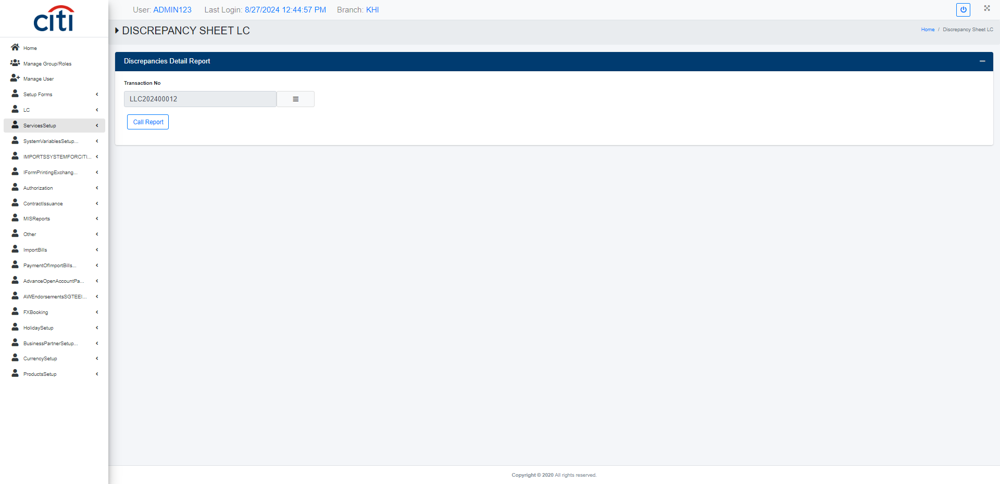 citi
User: ADMIN123 Last Login: 8/27/2024 12:44:57 PM Branch: KHI
DISCREPANCY SHEET LC
Home / Discrepancy Sheet LC
Home
Manage Group/Roles
Manage User
Setup Forms
LC
ServicesSetup
SystemVariablesSetup...
IMPORTSSYSTEMFORCITI...
IFormPrintingExchang...
Authorization
ContractIssuance
MISReports
Other
ImportBills
PaymentOfImportBills...
AdvanceOpenAccountPa...
AWEndorsementsSGTEEI...
FXBooking
HolidaySetup
BusinessPartnerSetup...
CurrencySetup
ProductsSetup
Discrepancies Detail Report
Transaction No
LLC202400012
Call Report
Copyright © 2020 All rights reserved.